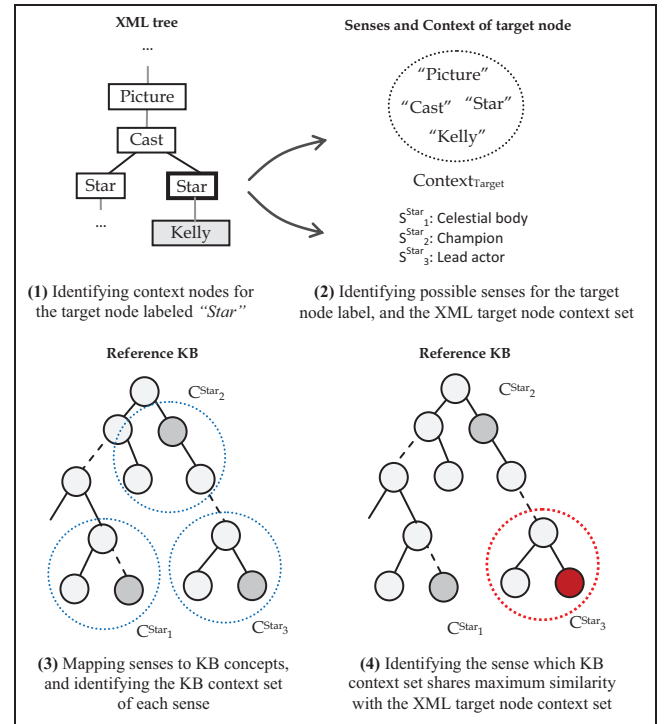 XML tree
...
Picture
Cast
Star
Star
...
Kelly
(1) Identifying context nodes for
the target node labeled “Star”
Senses and Context of target node
“Picture”
“Cast” “Star”
“Kelly”
ContextTarget
SStar1: Celestial body
SStar2: Champion
SStar3: Lead actor
(2) Identifying possible senses for the target
node label, and the XML target node context set
Reference KB
CStar2
CStar1
CStar3
(3) Mapping senses to KB concepts,
and identifying the KB context set
of each sense
Reference KB
CStar2
CStar1
CStar3
(4) Identifying the sense which KB
context set shares maximum similarity
with the XML target node context set